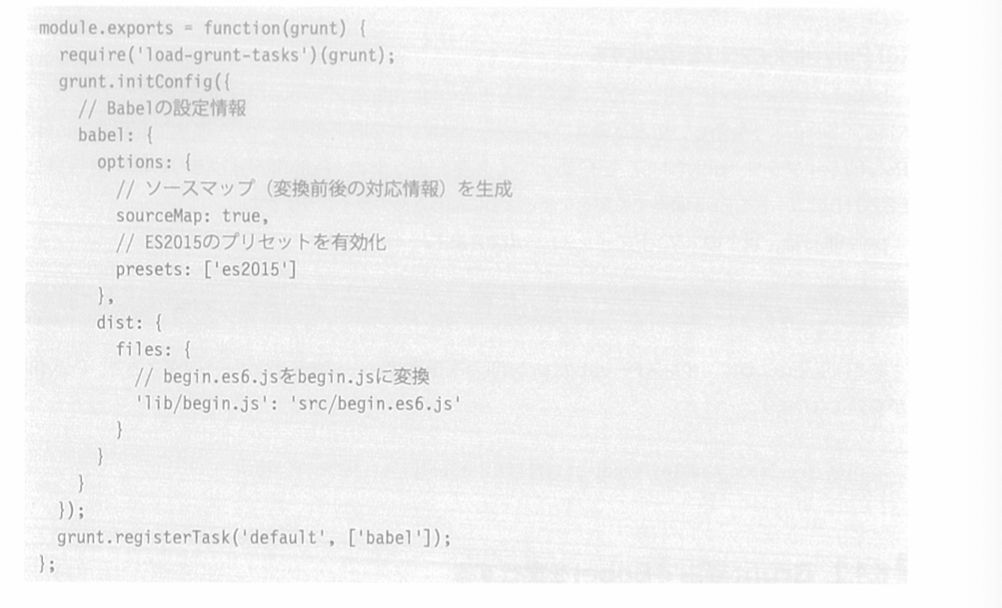 module.exports = function(grunt) {
  require('load-grunt-tasks')(grunt);
  grunt.initConfig({
    // Babelの設定情報
    babel: {
      options: {
        // ソースマップ（変換前後の対応情報）を生成
        sourceMap: true,
        // ES2015のプリセットを有効化
        presets: ['es2015']
      },
      dist: {
        files: {
          // begin.es6.jsをbegin.jsに変換
          'lib/begin.js': 'src/begin.es6.js'
        }
      }
    }
  });
  grunt.registerTask('default', ['babel']);
};